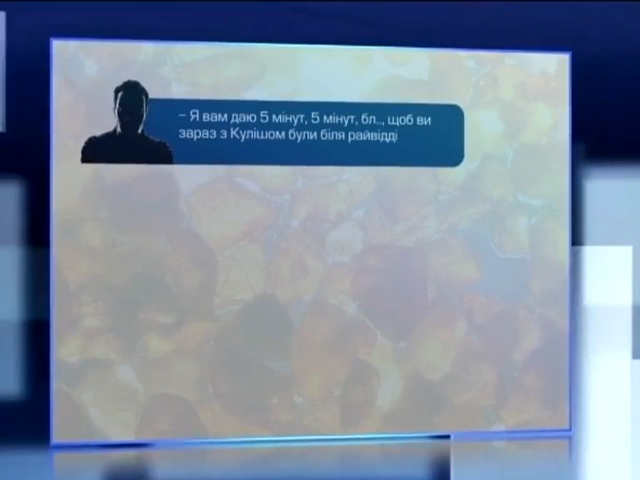 – Я вам даю 5 мінут, 5 мінут, бл.., щоб ви
зараз з Кулішом були біля райвідді